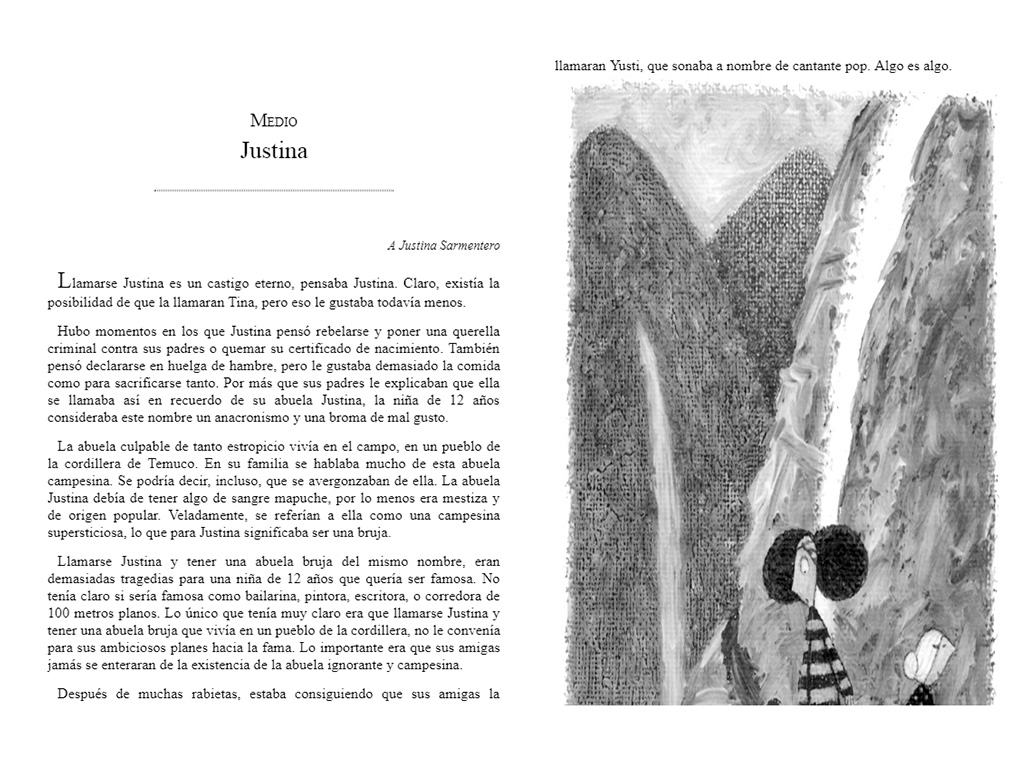 MEDIO
Justina
A Justina Sarmentero
Llamarse Justina es un castigo eterno, pensaba Justina. Claro, existía la
posibilidad de que la llamaran Tina, pero eso le gustaba todavía menos.
Hubo momentos en los que Justina pensó rebelarse y poner una querella
criminal contra sus padres o quemar su certificado de nacimiento. También
pensó declararse en huelga de hambre, pero le gustaba demasiado la comida
como para sacrificarse tanto. Por más que sus padres le explicaban que ella
se llamaba así en recuerdo de su abuela Justina, la niña de 12 años
consideraba este nombre un anacronismo y una broma de mal gusto.
La abuela culpable de tanto estropicio vivía en el campo, en un pueblo de
la cordillera de Temuco. En su familia se hablaba mucho de esta abuela
campesina. Se podría decir, incluso, que se avergonzaban de ella. La abuela
Justina debía de tener algo de sangre mapuche, por lo menos era mestiza y
de origen popular. Veladamente, se referían a ella como una campesina
supersticiosa, lo que para Justina significaba ser una bruja.
Llamarse Justina y tener una abuela bruja del mismo nombre, eran
demasiadas tragedias para una niña de 12 años que quería ser famosa. No
tenía claro si sería famosa como bailarina, pintora, escritora, o corredora de
100 metros planos. Lo único que tenía muy claro era que llamarse Justina y
tener una abuela bruja que vivía en un pueblo de la cordillera, no le convenía
para sus ambiciosos planes hacia la fama. Lo importante era que sus amigas
jamás se enteraran de la existencia de la abuela ignorante y campesina.
Después de muchas rabietas, estaba consiguiendo que sus amigas la
llamaran Yusti, que sonaba a nombre de cantante pop. Algo es algo.